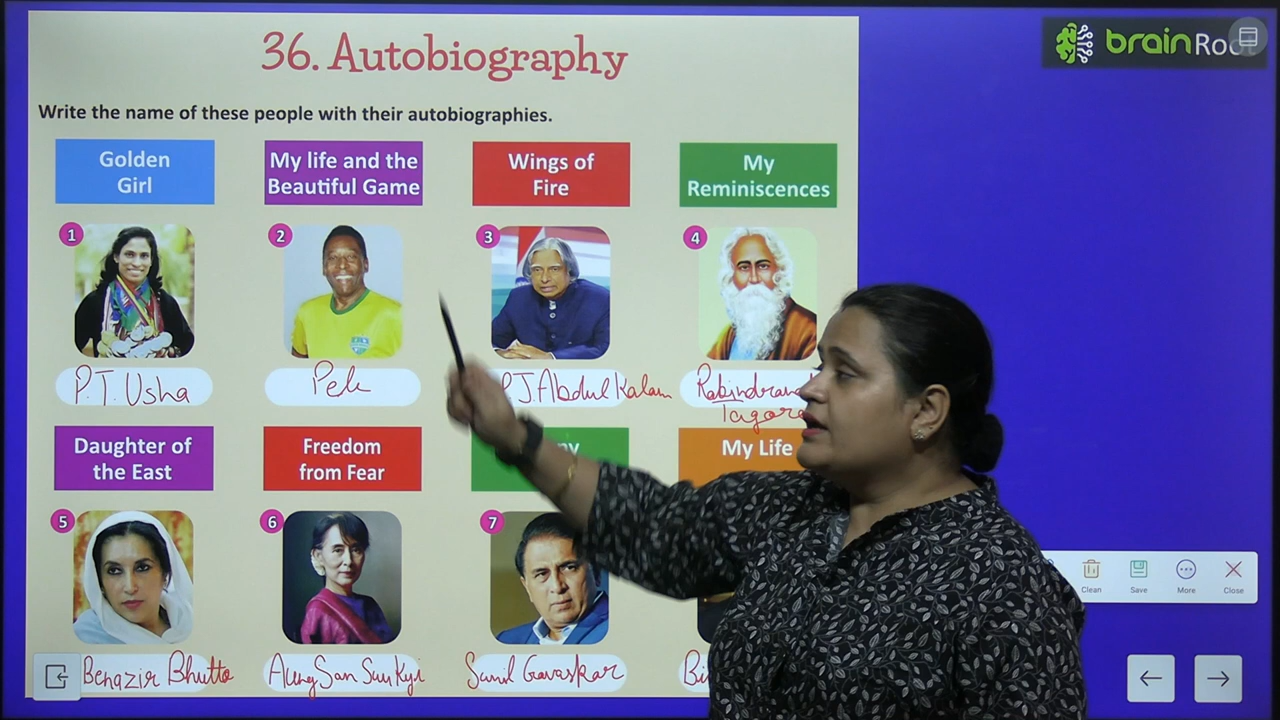 36. Autobiography
brainRoot
Write the name of these people with their autobiographies.
Golden
Girl
My life and the
Beautiful Game
Wings of
Fire
My
Reminiscences
1
2
3
4
P.T. Usha
Pele
P.J. Abdul Kalam
Rabindranath
Tagore
Daughter of
the East
Freedom
from Fear
ny
My Life
5
6
7
Benazir Bhutto
Aung San Suu Kyi
Sunil Gavaskar
Bi
Clean
Save
More
Close